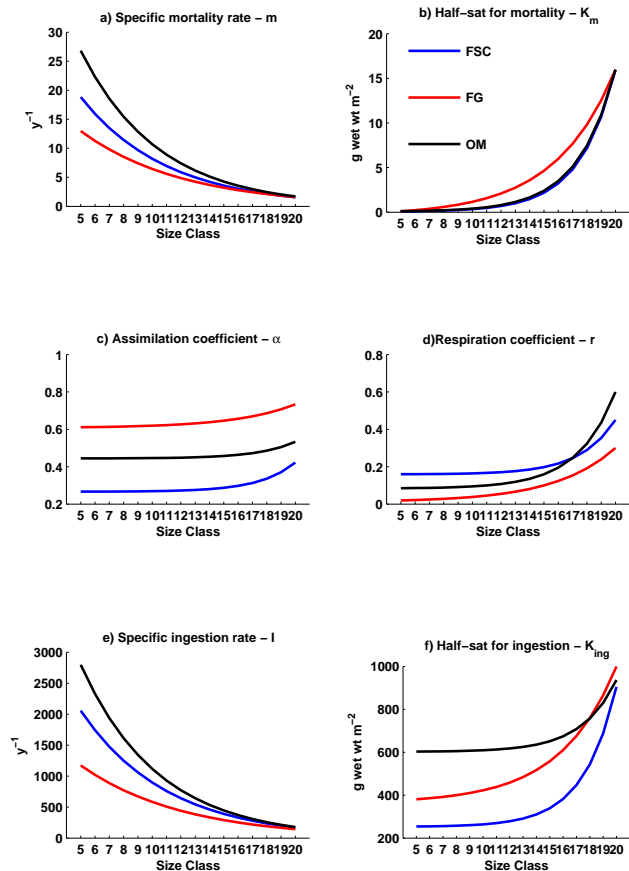 a) Specific mortality rate − m
30
25
20
15
10
5
0
y⁻¹
5 6 7 8 9 10 11 12 13 14 15 16 17 18 19 20
Size Class
b) Half−sat for mortality − Kₘ
20
15
10
5
0
g wet wt m⁻²
FSC
FG
OM
5 6 7 8 9 10 11 12 13 14 15 16 17 18 19 20
Size Class
c) Assimilation coefficient − α
1
0.8
0.6
0.4
0.2
5 6 7 8 9 10 11 12 13 14 15 16 17 18 19 20
Size Class
d)Respiration coefficient − r
0.8
0.6
0.4
0.2
0
5 6 7 8 9 10 11 12 13 14 15 16 17 18 19 20
Size Class
e) Specific ingestion rate − I
3000
2500
2000
1500
1000
500
0
y⁻¹
5 6 7 8 9 10 11 12 13 14 15 16 17 18 19 20
Size Class
f) Half−sat for ingestion − K_ing
1000
800
600
400
200
g wet wt m⁻²
5 6 7 8 9 10 11 12 13 14 15 16 17 18 19 20
Size Class